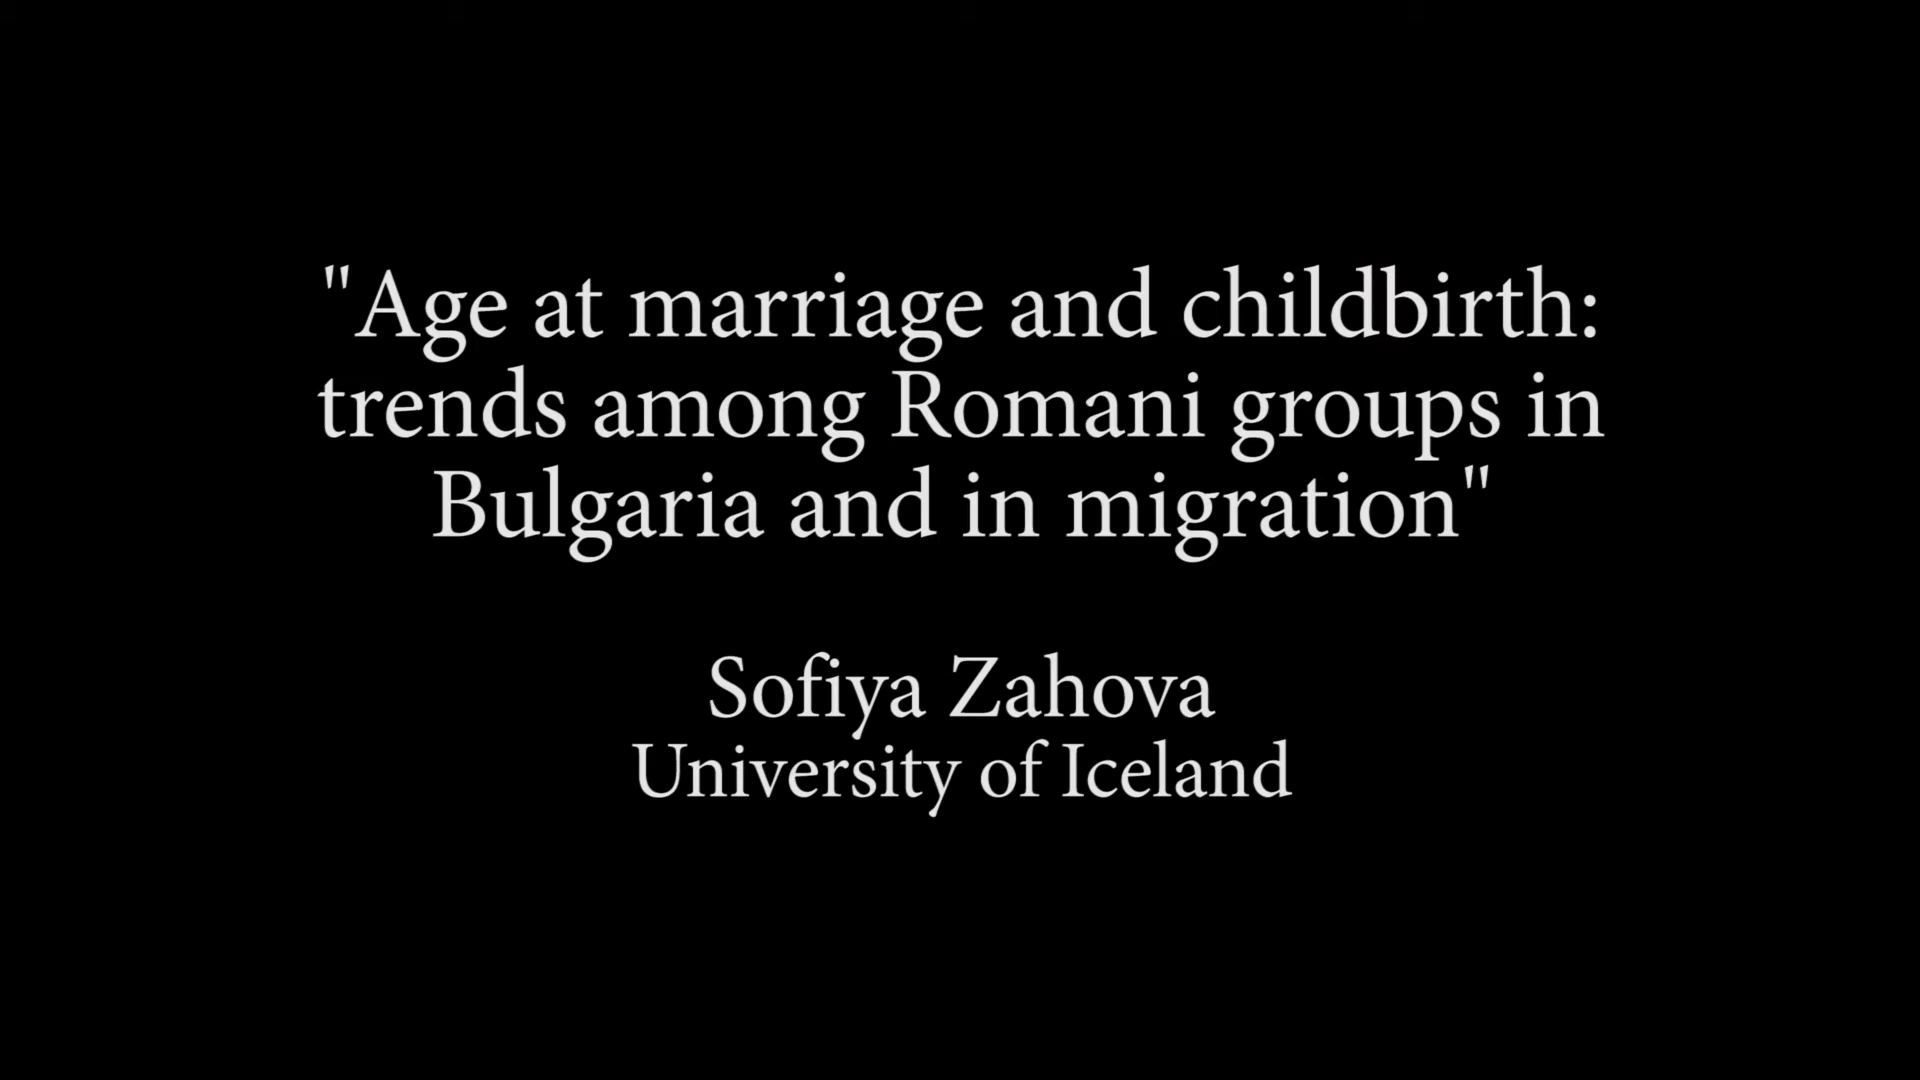 "Age at marriage and childbirth:
trends among Romani groups in
Bulgaria and in migration"
Sofiya Zahova
University of Iceland